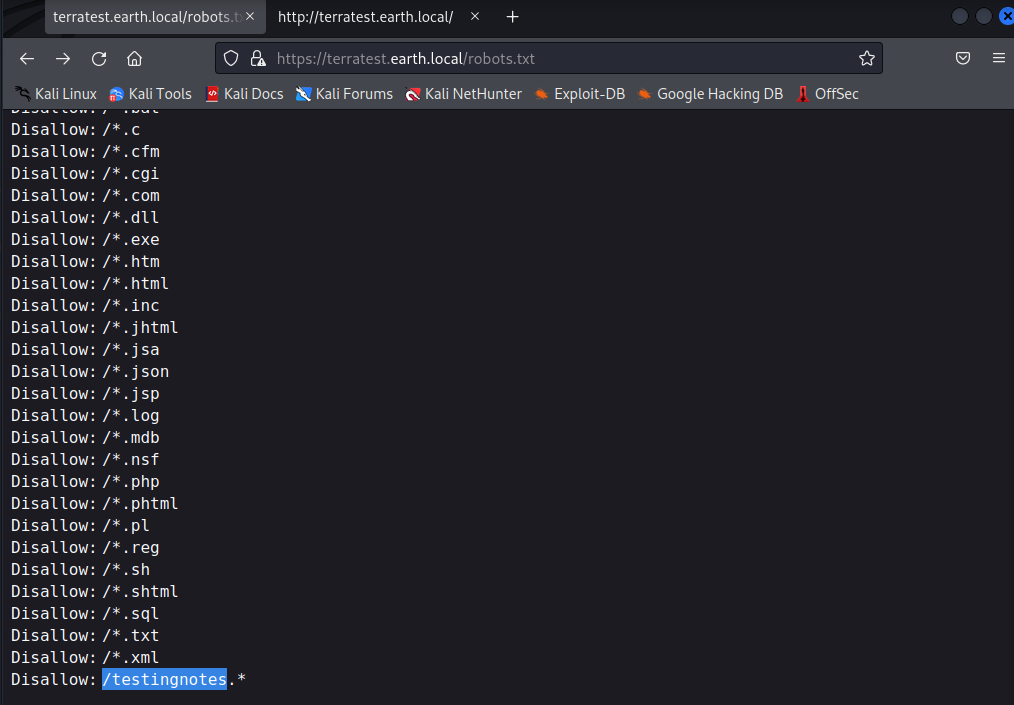 terratest.earth.local/robots.t
http://terratest.earth.local/
https://terratest.earth.local/robots.txt
Kali Linux Kali Tools Kali Docs Kali Forums Kali NetHunter Exploit-DB Google Hacking DB OffSec
Disallow: /*.bat
Disallow: /*.c
Disallow: /*.cfm
Disallow: /*.cgi
Disallow: /*.com
Disallow: /*.dll
Disallow: /*.exe
Disallow: /*.htm
Disallow: /*.html
Disallow: /*.inc
Disallow: /*.jhtml
Disallow: /*.jsa
Disallow: /*.json
Disallow: /*.jsp
Disallow: /*.log
Disallow: /*.mdb
Disallow: /*.nsf
Disallow: /*.php
Disallow: /*.phtml
Disallow: /*.pl
Disallow: /*.reg
Disallow: /*.sh
Disallow: /*.shtml
Disallow: /*.sql
Disallow: /*.txt
Disallow: /*.xml
Disallow: /testingnotes.*